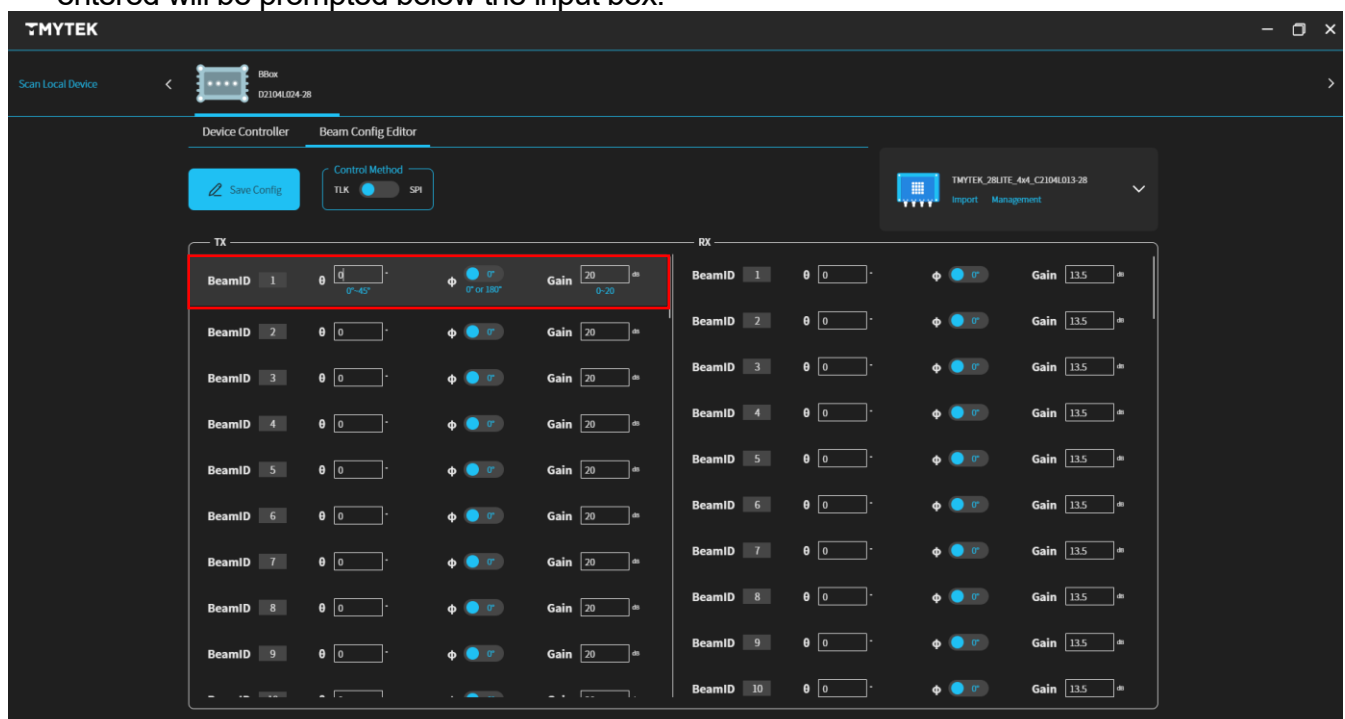 entered will be prompted below the input box.
TMYTEK
Scan Local Device
BBox
D2104L024-28
Device Controller Beam Config Editor
Save Config
Control Method
TLK SPI
TMYTEK_28LITE_4x4_C2104L013-28
Import Management
TX
BeamID 1 θ 0 ° ϕ 0° Gain 20 dB
0°~45° 0° or 180° 0~20
BeamID 2 θ 0 ° ϕ 0° Gain 20 dB
BeamID 3 θ 0 ° ϕ 0° Gain 20 dB
BeamID 4 θ 0 ° ϕ 0° Gain 20 dB
BeamID 5 θ 0 ° ϕ 0° Gain 20 dB
BeamID 6 θ 0 ° ϕ 0° Gain 20 dB
BeamID 7 θ 0 ° ϕ 0° Gain 20 dB
BeamID 8 θ 0 ° ϕ 0° Gain 20 dB
BeamID 9 θ 0 ° ϕ 0° Gain 20 dB
RX
BeamID 1 θ 0 ° ϕ 0° Gain 13.5 dB
BeamID 2 θ 0 ° ϕ 0° Gain 13.5 dB
BeamID 3 θ 0 ° ϕ 0° Gain 13.5 dB
BeamID 4 θ 0 ° ϕ 0° Gain 13.5 dB
BeamID 5 θ 0 ° ϕ 0° Gain 13.5 dB
BeamID 6 θ 0 ° ϕ 0° Gain 13.5 dB
BeamID 7 θ 0 ° ϕ 0° Gain 13.5 dB
BeamID 8 θ 0 ° ϕ 0° Gain 13.5 dB
BeamID 9 θ 0 ° ϕ 0° Gain 13.5 dB
BeamID 10 θ 0 ° ϕ 0° Gain 13.5 dB